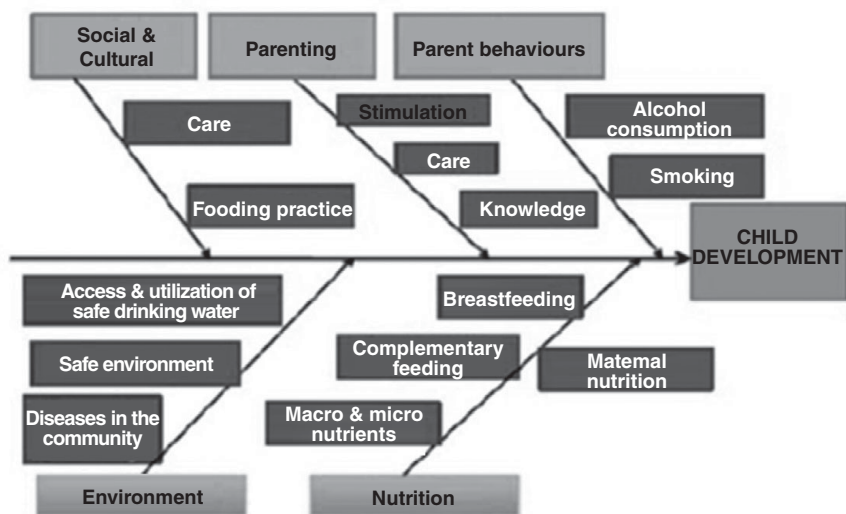 Social &
Cultural
Parenting
Parent behaviours
Care
Stimulation
Alcohol
consumption
Care
Smoking
Fooding practice
Knowledge
CHILD
DEVELOPMENT
Access & utilization of
safe drinking water
Breastfeeding
Safe environment
Complementary
feeding
Maternal
nutrition
Diseases in the
community
Macro & micro
nutrients
Environment
Nutrition